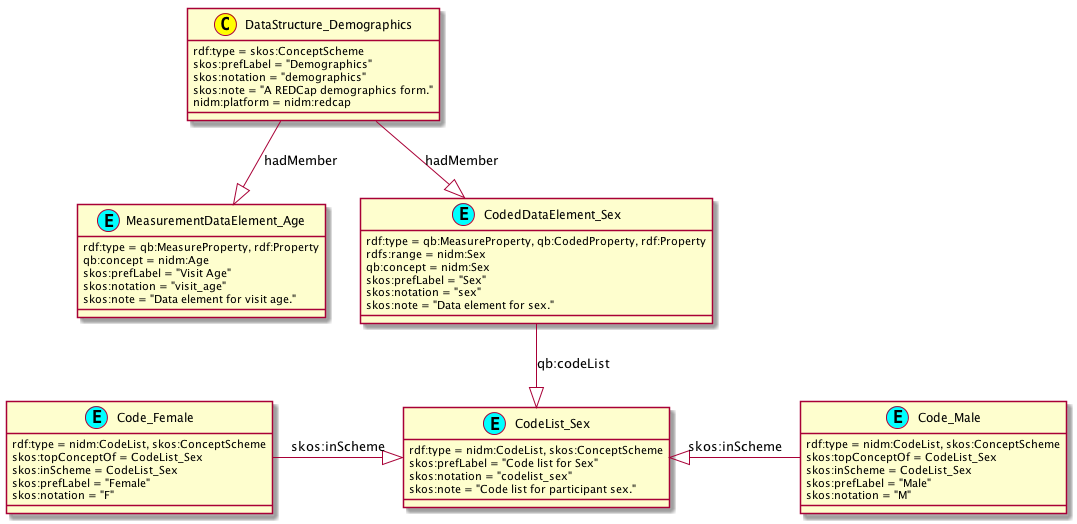 C DataStructure_Demographics
rdf:type = skos:ConceptScheme
skos:prefLabel = "Demographics"
skos:notation = "demographics"
skos:note = "A REDCap demographics form."
nidm:platform = nidm:redcap
hadMember
hadMember
E MeasurementDataElement_Age
rdf:type = qb:MeasureProperty, rdf:Property
qb:concept = nidm:Age
skos:prefLabel = "Visit Age"
skos:notation = "visit_age"
skos:note = "Data element for visit age."
E CodedDataElement_Sex
rdf:type = qb:MeasureProperty, qb:CodedProperty, rdf:Property
rdfs:range = nidm:Sex
qb:concept = nidm:Sex
skos:prefLabel = "Sex"
skos:notation = "sex"
skos:note = "Data element for sex."
qb:codeList
E Code_Female
rdf:type = nidm:CodeList, skos:ConceptScheme
skos:topConceptOf = CodeList_Sex
skos:inScheme = CodeList_Sex
skos:prefLabel = "Female"
skos:notation = "F"
skos:inScheme
E CodeList_Sex
rdf:type = nidm:CodeList, skos:ConceptScheme
skos:prefLabel = "Code list for Sex"
skos:notation = "codelist_sex"
skos:note = "Code list for participant sex."
skos:inScheme
E Code_Male
rdf:type = nidm:CodeList, skos:ConceptScheme
skos:topConceptOf = CodeList_Sex
skos:inScheme = CodeList_Sex
skos:prefLabel = "Male"
skos:notation = "M"